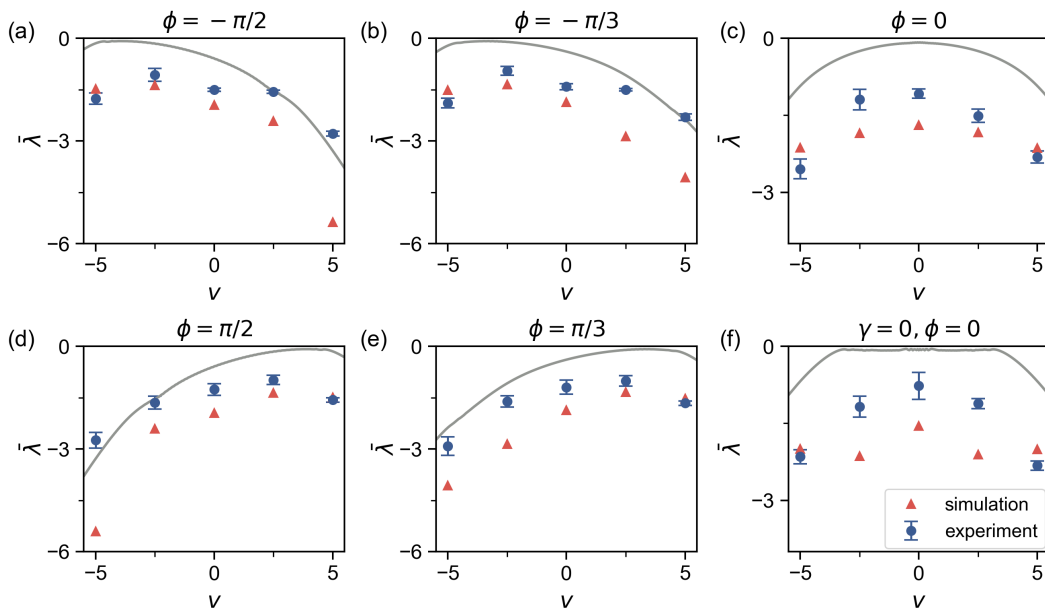 (a)
ϕ = − π/2
0
−3
−6
λ̄
−5
0
5
v
(b)
ϕ = − π/3
0
−3
−6
λ̄
−5
0
5
v
(c)
ϕ = 0
0
−3
λ̄
−5
0
5
v
(d)
ϕ = π/2
0
−3
−6
λ̄
−5
0
5
v
(e)
ϕ = π/3
0
−3
−6
λ̄
−5
0
5
v
(f)
γ = 0, ϕ = 0
0
−3
λ̄
−5
0
5
v
simulation
experiment